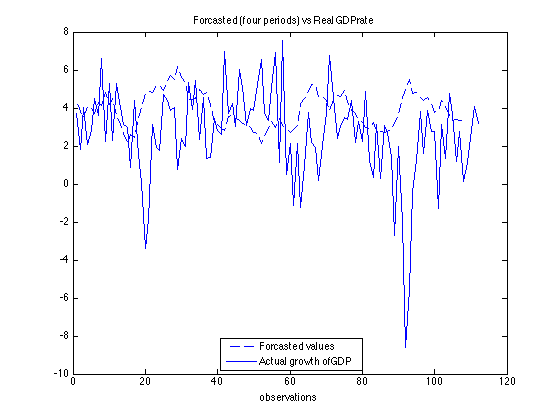 Forcasted (four periods) vs Real GDPrate
8
6
4
2
0
-2
-4
-6
-8
-10
0 20 40 60 80 100 120
observations
Forcasted values
Actual growth ofGDP